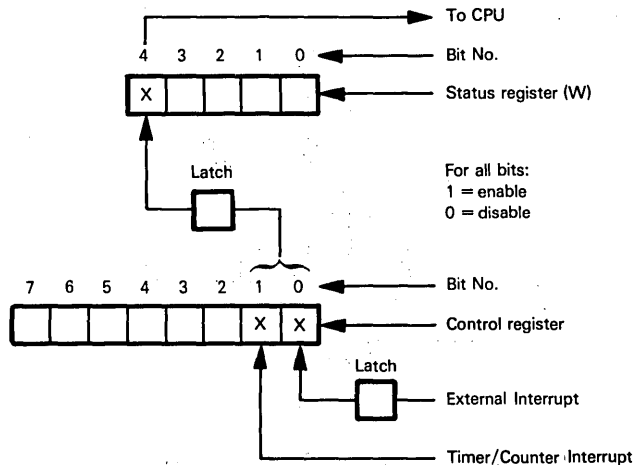 To CPU
4 3 2 1 0 Bit No.
X Status register (W)
Latch
For all bits:
1 = enable
0 = disable
7 6 5 4 3 2 1 0 Bit No.
X X Control register
Latch
External Interrupt
Timer/Counter Interrupt